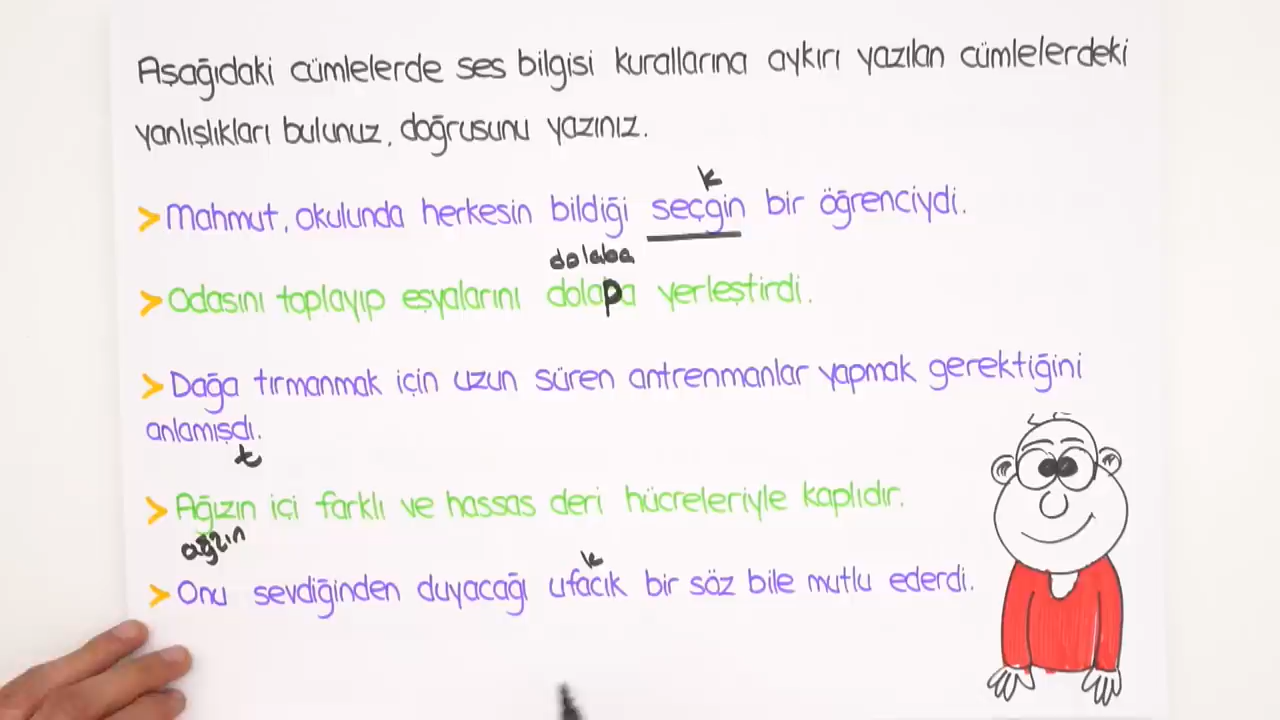 Aşağıdaki cümlelerde ses bilgisi kurallarına aykırı yazılan cümlelerdeki
yanlışlıkları bulunuz, doğrusunu yazınız.
k
➤ Mahmut, okulunda herkesin bildiği seçgin bir öğrenciydi.
dolaba
➤ Odasını toplayıp eşyalarını dolapa yerleştirdi.
➤ Dağa tırmanmak için uzun süren antrenmanlar yapmak gerektiğini
anlamışdı.
t
➤ Ağızın içi farklı ve hassas deri hücreleriyle kaplıdır.
ağzın
k
➤ Onu sevdiğinden duyacağı ufacık bir söz bile mutlu ederdi.